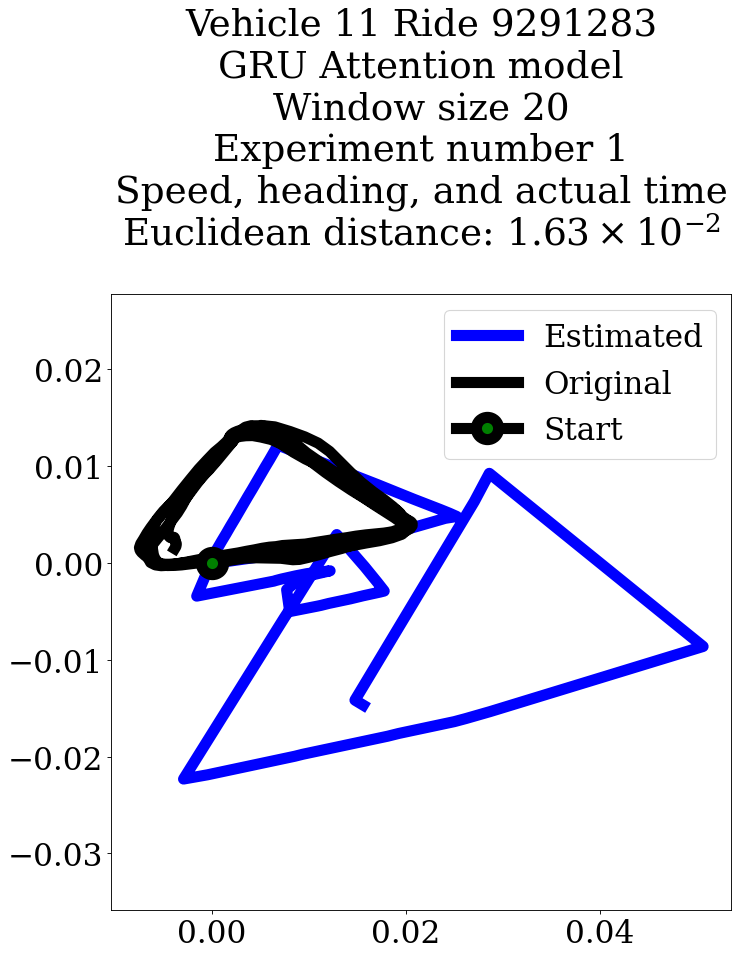 Vehicle 11 Ride 9291283
GRU Attention model
Window size 20
Experiment number 1
Speed, heading, and actual time
Euclidean distance: 1.63 × 10⁻²
Estimated
Original
Start
0.02
0.01
0.00
−0.01
−0.02
−0.03
0.00 0.02 0.04